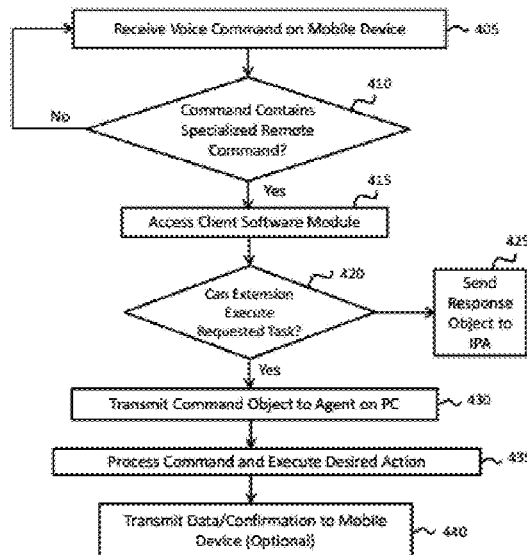 Receive Voice Command on Mobile Device
405
410
Command Contains
Specialized Remote
Command?
No
Yes
415
Access Client Software Module
420
425
Can Extension
Execute
Requested Task?
Send
Response
Object to
IPA
Yes
Transmit Command Object to Agent on PC
430
Process Command and Execute Desired Action
435
Transmit Data/Confirmation to Mobile
Device (Optional)
440